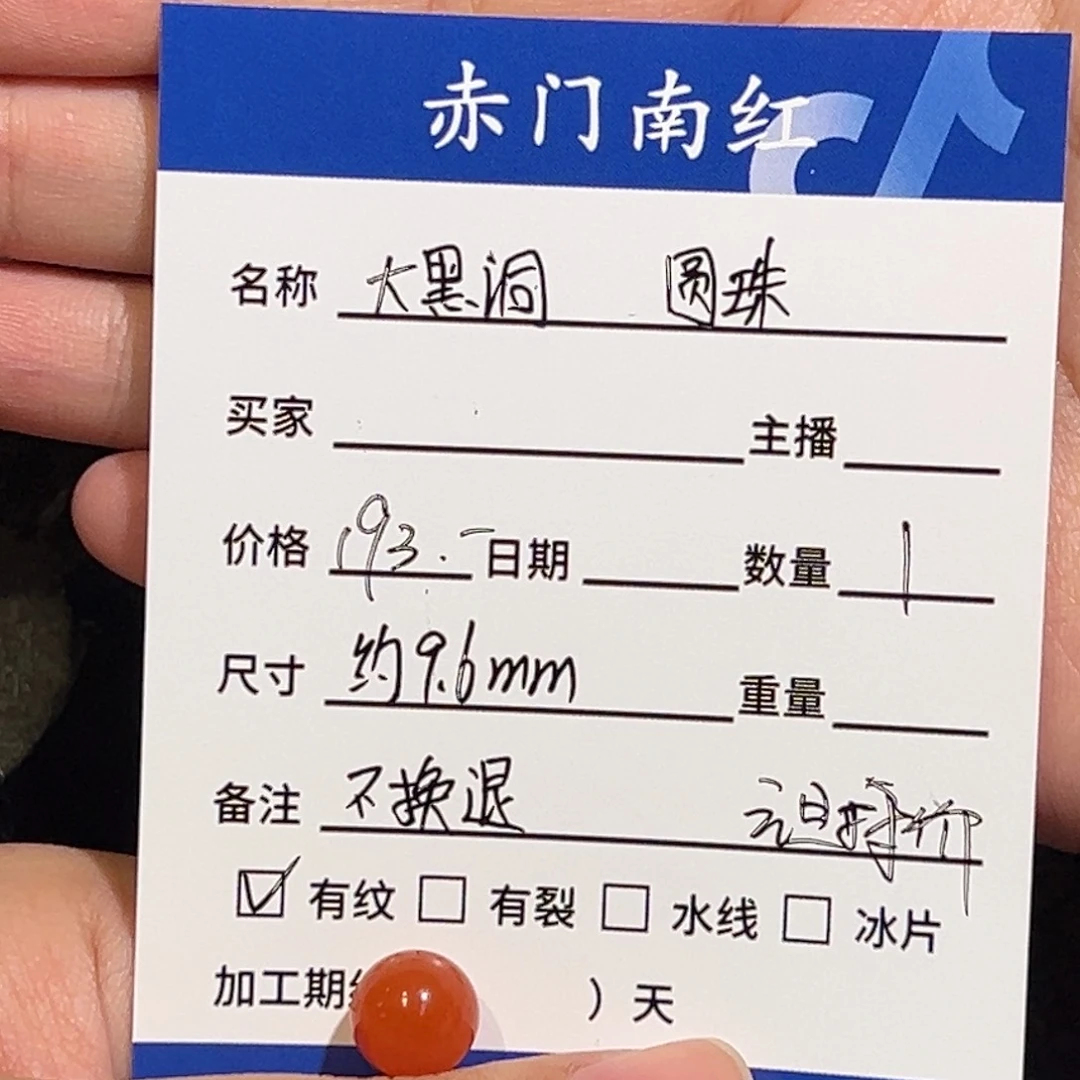 赤门南红
名称 大黑洞 圆珠
买家 主播
价格 193.- 日期 数量 1
尺寸 约9.6mm 重量
备注 不换退 特价
☑ 有纹 □ 有裂 □ 水线 □ 冰片
加工期 ）天